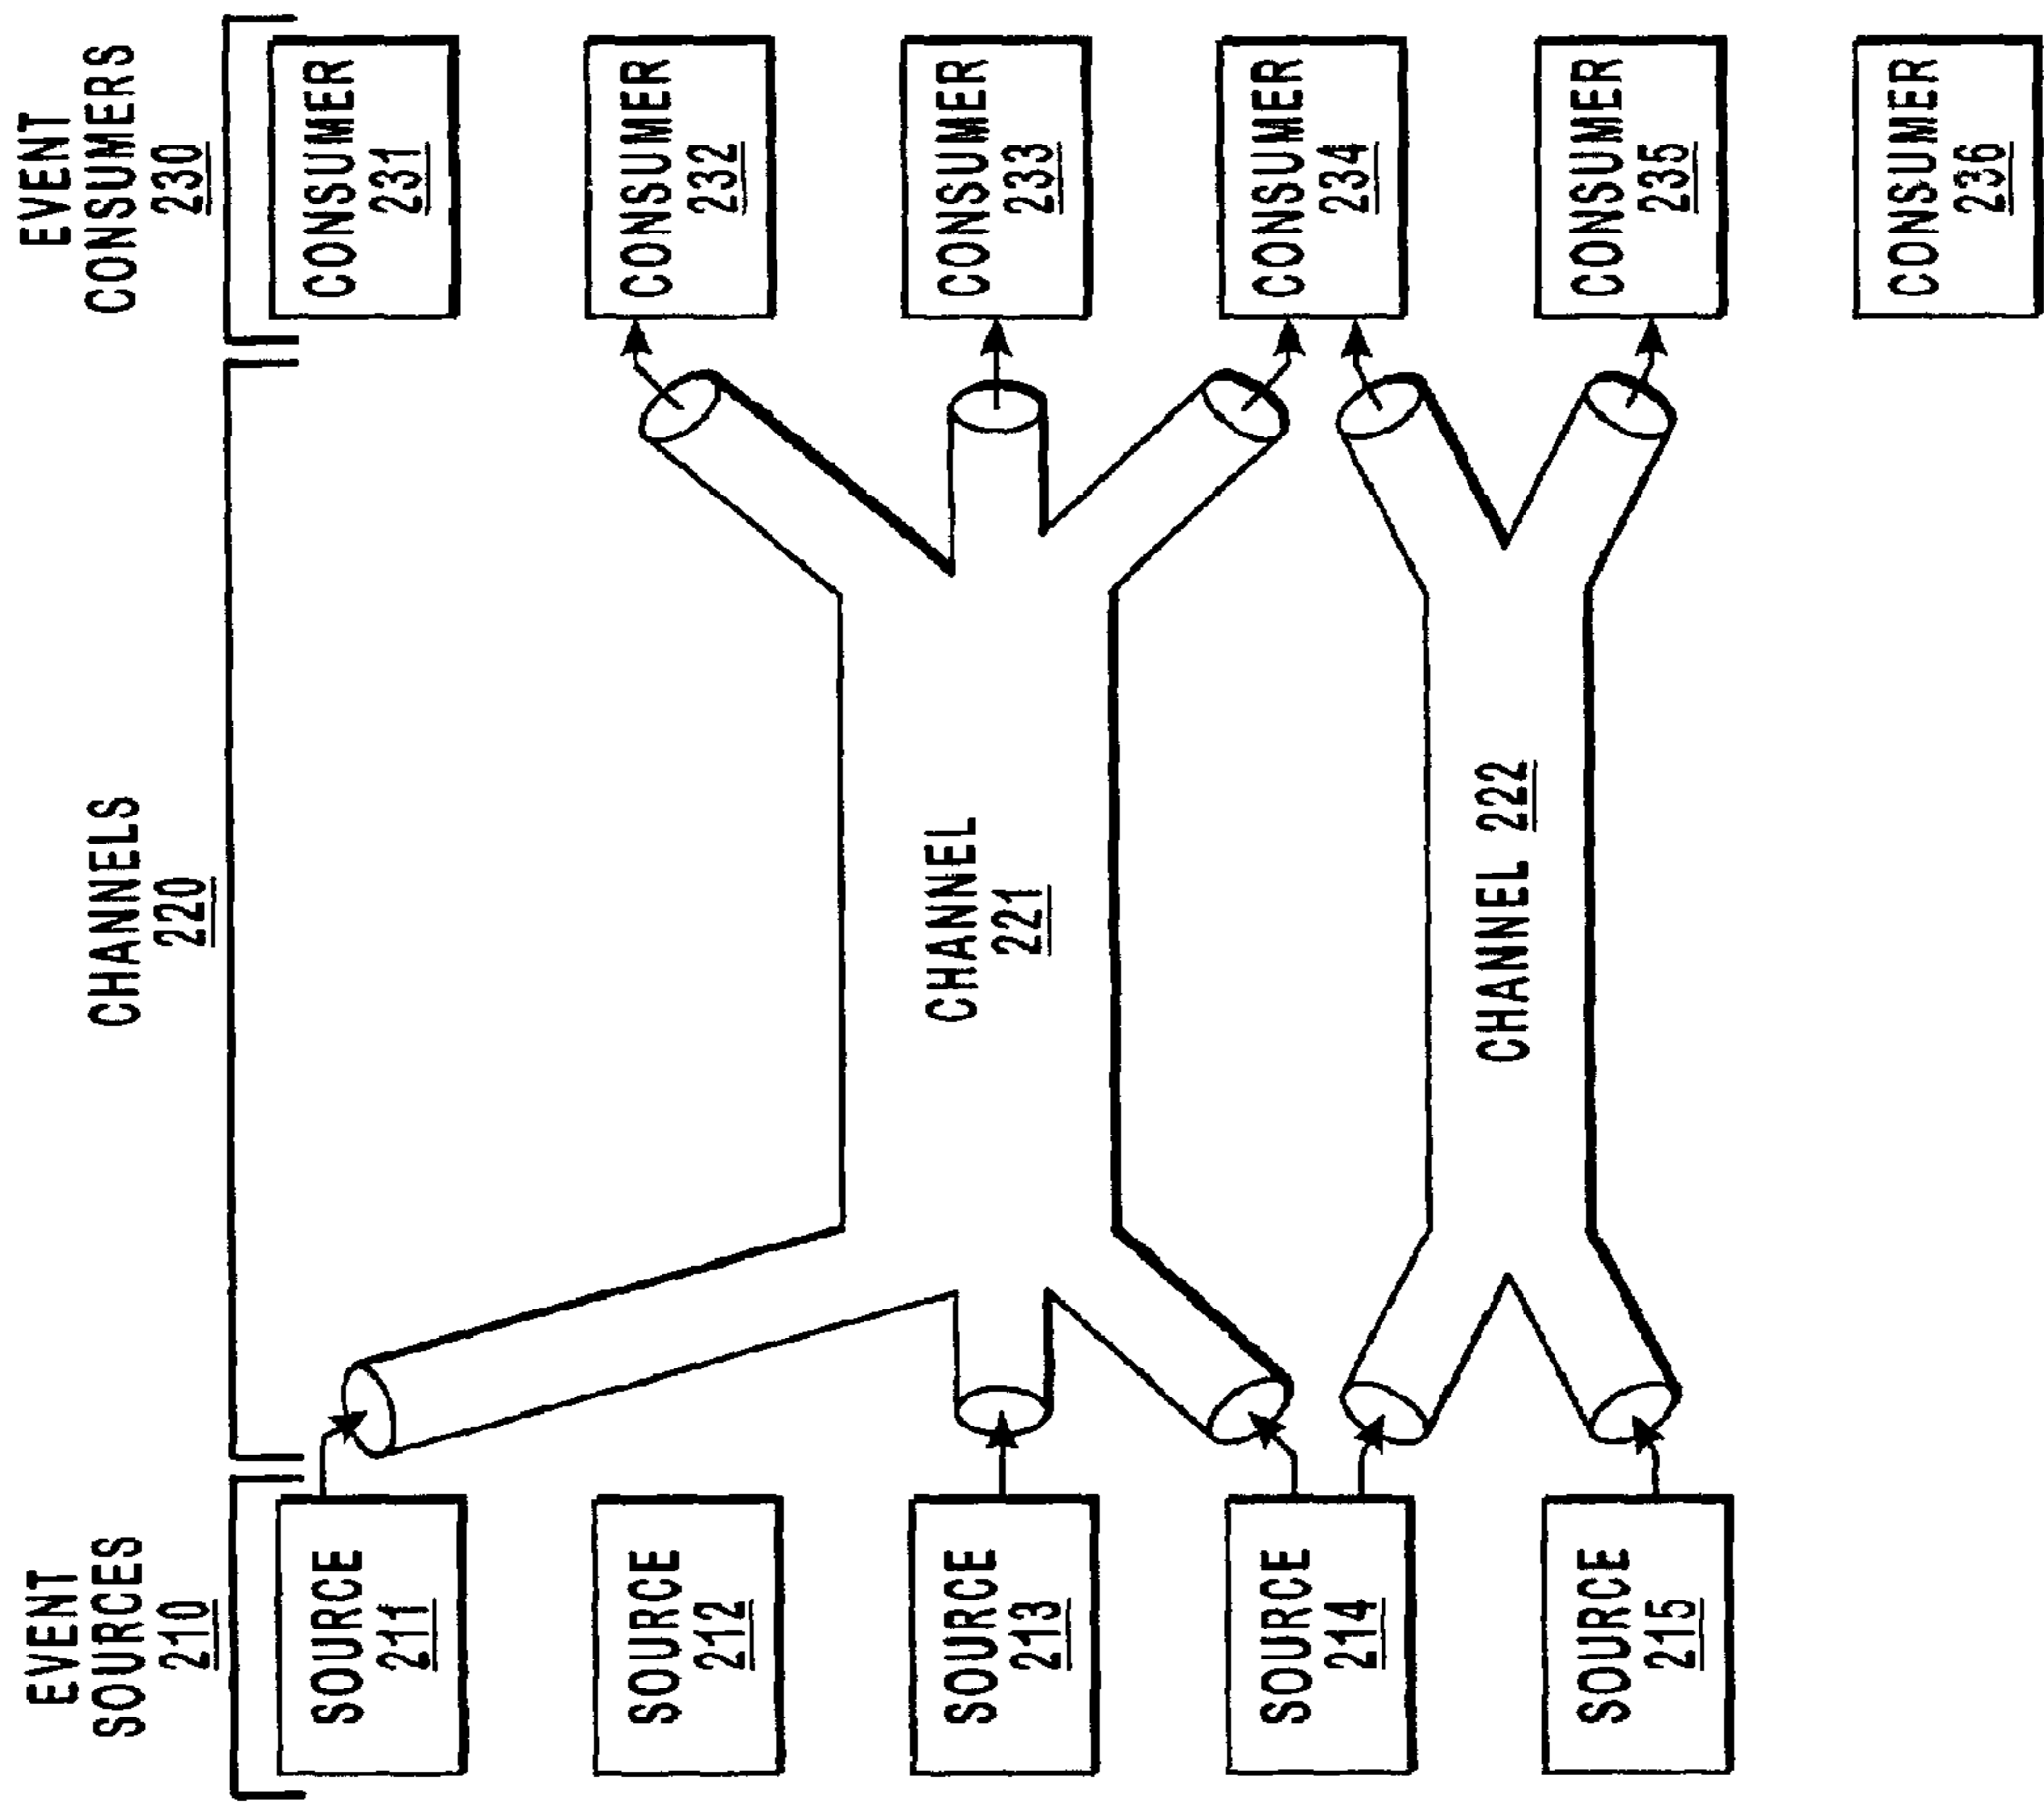 EVENT
SOURCES
210
CHANNELS
220
EVENT
CONSUMERS
230
SOURCE
211
CONSUMER
231
SOURCE
212
CONSUMER
232
SOURCE
213
CHANNEL
221
CONSUMER
233
SOURCE
214
CONSUMER
234
SOURCE
215
CHANNEL 222
CONSUMER
235
CONSUMER
236